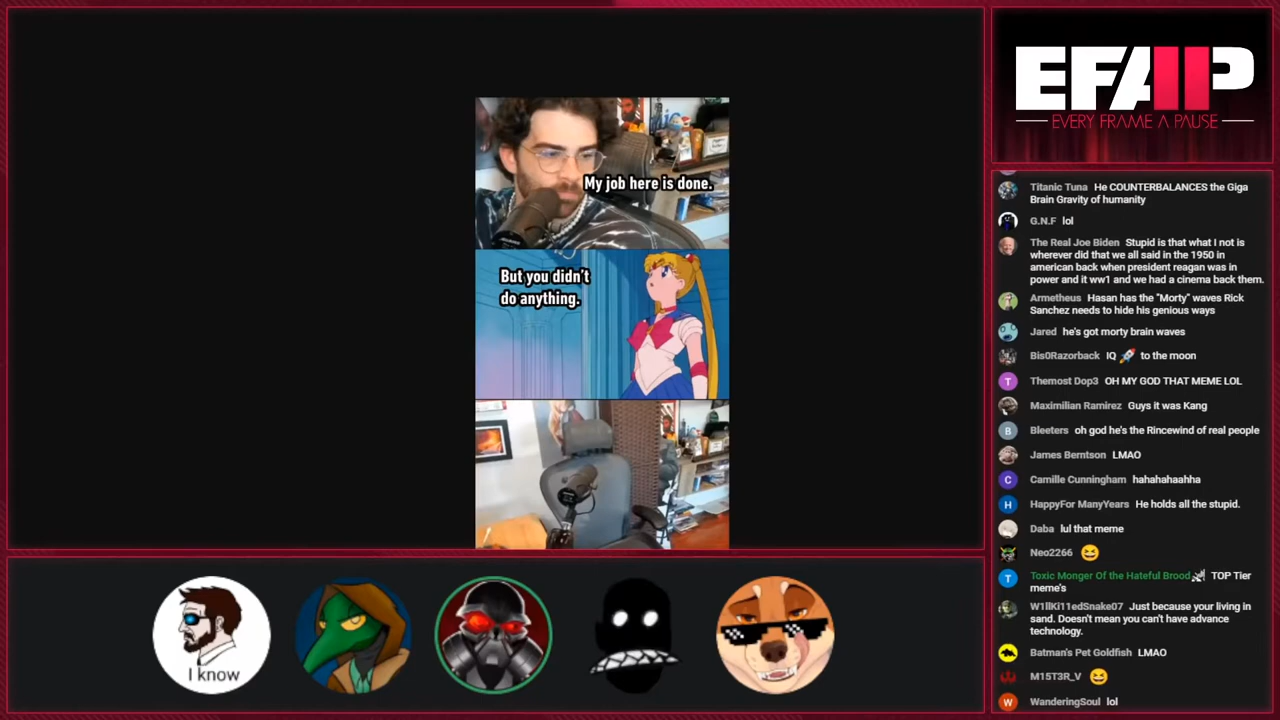 My job here is done.
But you didn't
do anything.
I know
EFAP
EVERY FRAME A PAUSE
Titanic Tuna He COUNTERBALANCES the Giga
Brain Gravity of humanity
G.N.F lol
The Real Joe Biden Stupid is that what I not is
wherever did that we all said in the 1950 in
american back when president reagan was in
power and it ww1 and we had a cinema back them.
Armetheus Hasan has the "Morty" waves Rick
Sanchez needs to hide his genious ways
Jared he's got morty brain waves
Bis0Razorback IQ 🚀 to the moon
Themost Dop3 OH MY GOD THAT MEME LOL
Maximilian Ramirez Guys it was Kang
Bleeters oh god he's the Rincewind of real people
James Berntson LMAO
Camille Cunningham hahahahaahha
HappyFor ManyYears He holds all the stupid.
Daba lul that meme
Neo2266 😆
Toxic Monger Of the Hateful Brood TOP Tier
meme's
W1llKi11edSnake07 Just because your living in
sand. Doesn't mean you can't have advance
technology.
Batman's Pet Goldfish LMAO
M15T3R_V 😆
WanderingSoul lol